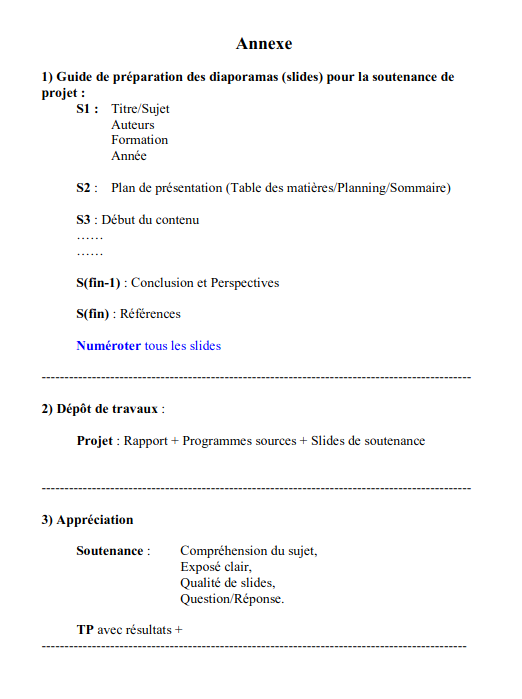 Annexe
1) Guide de préparation des diaporamas (slides) pour la soutenance de
projet :
S1 : Titre/Sujet
Auteurs
Formation
Année
S2 : Plan de présentation (Table des matières/Planning/Sommaire)
S3 : Début du contenu
……
……
S(fin-1) : Conclusion et Perspectives
S(fin) : Références
Numéroter tous les slides
-----------------------------------------------------------------------------------------------
2) Dépôt de travaux :
Projet : Rapport + Programmes sources + Slides de soutenance
-----------------------------------------------------------------------------------------------
3) Appréciation
Soutenance : Compréhension du sujet,
Exposé clair,
Qualité de slides,
Question/Réponse.
TP avec résultats +
----------------------------------------------------------------------------------------------